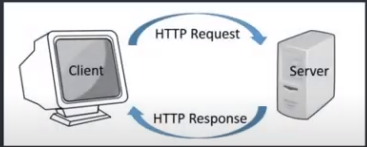 HTTP Request
Client
Server
HTTP Response